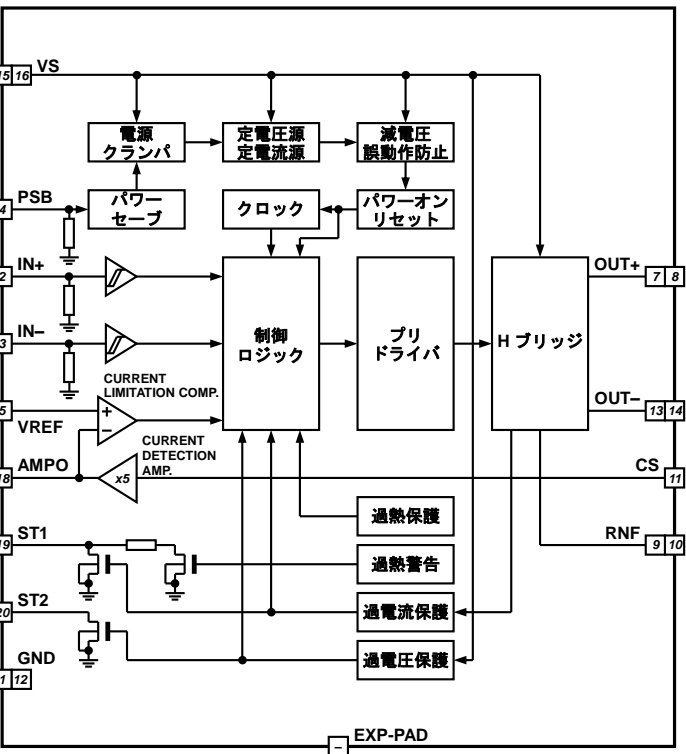 15 16 VS
電源
クランパ
定電圧源
定電流源
減電圧
誤動作防止
4 PSB
パワー
セーブ
クロック
パワーオン
リセット
2 IN+
制御
ロジック
プリ
ドライバ
H ブリッジ
OUT+ 7 8
3 IN−
CURRENT
LIMITATION COMP.
5 VREF
+
−
OUT− 13 14
18 AMPO
x5
CURRENT
DETECTION
AMP.
CS 11
過熱保護
19 ST1
RNF 9 10
過熱警告
20 ST2
過電流保護
過電圧保護
GND
1 12
− EXP-PAD